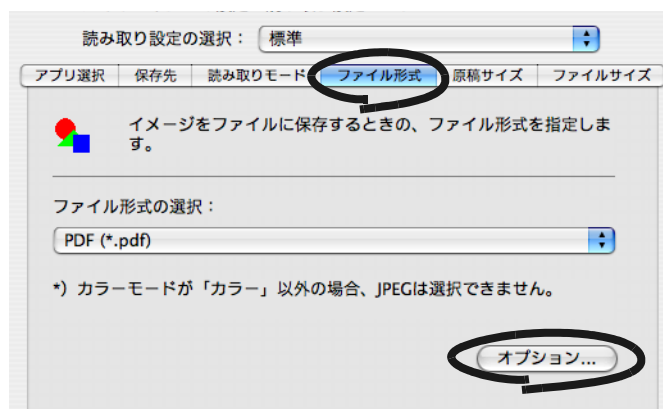 読み取り設定の選択： 標準
アプリ選択 保存先 読み取りモード ファイル形式 原稿サイズ ファイルサイズ
イメージをファイルに保存するときの、ファイル形式を指定しま
す。
ファイル形式の選択：
PDF (*.pdf)
*）カラーモードが「カラー」以外の場合、JPEGは選択できません。
オプション...